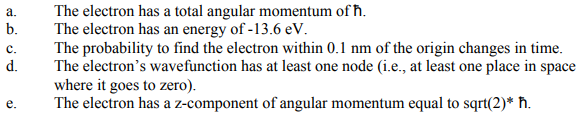 a. The electron has a total angular momentum of ħ.
b. The electron has an energy of -13.6 eV.
c. The probability to find the electron within 0.1 nm of the origin changes in time.
d. The electron's wavefunction has at least one node (i.e., at least one place in space
where it goes to zero).
e. The electron has a z-component of angular momentum equal to sqrt(2)* ħ.